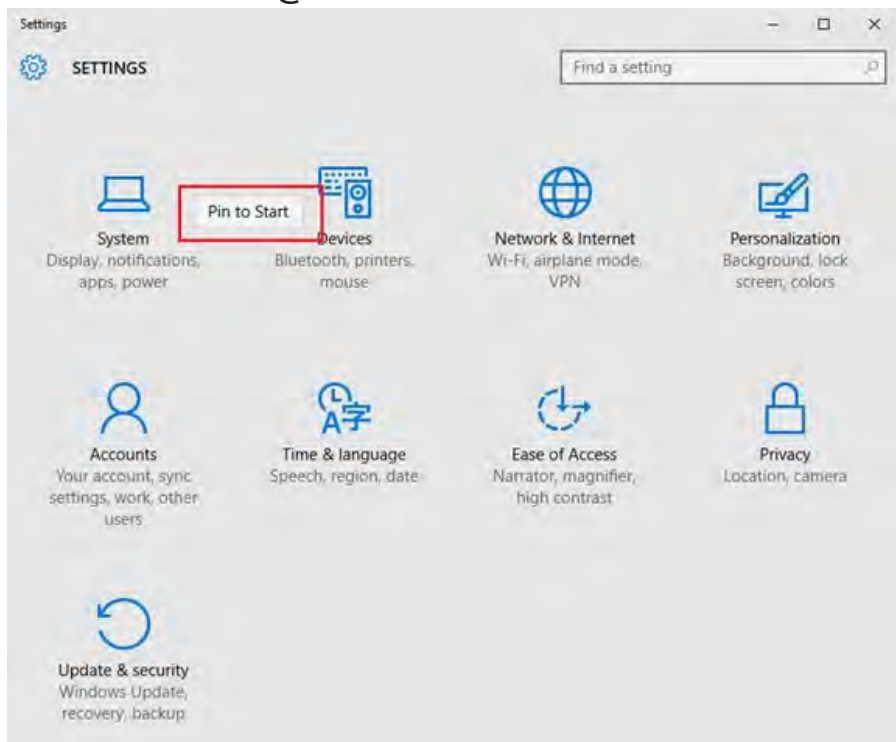 Settings
SETTINGS
Find a setting
Pin to Start
System
Display, notifications,
apps, power
Devices
Bluetooth, printers,
mouse
Network & Internet
Wi-Fi, airplane mode,
VPN
Personalization
Background, lock
screen, colors
Accounts
Your account, sync
settings, work, other
users
Time & language
Speech, region, date
Ease of Access
Narrator, magnifier,
high contrast
Privacy
Location, camera
Update & security
Windows Update,
recovery, backup